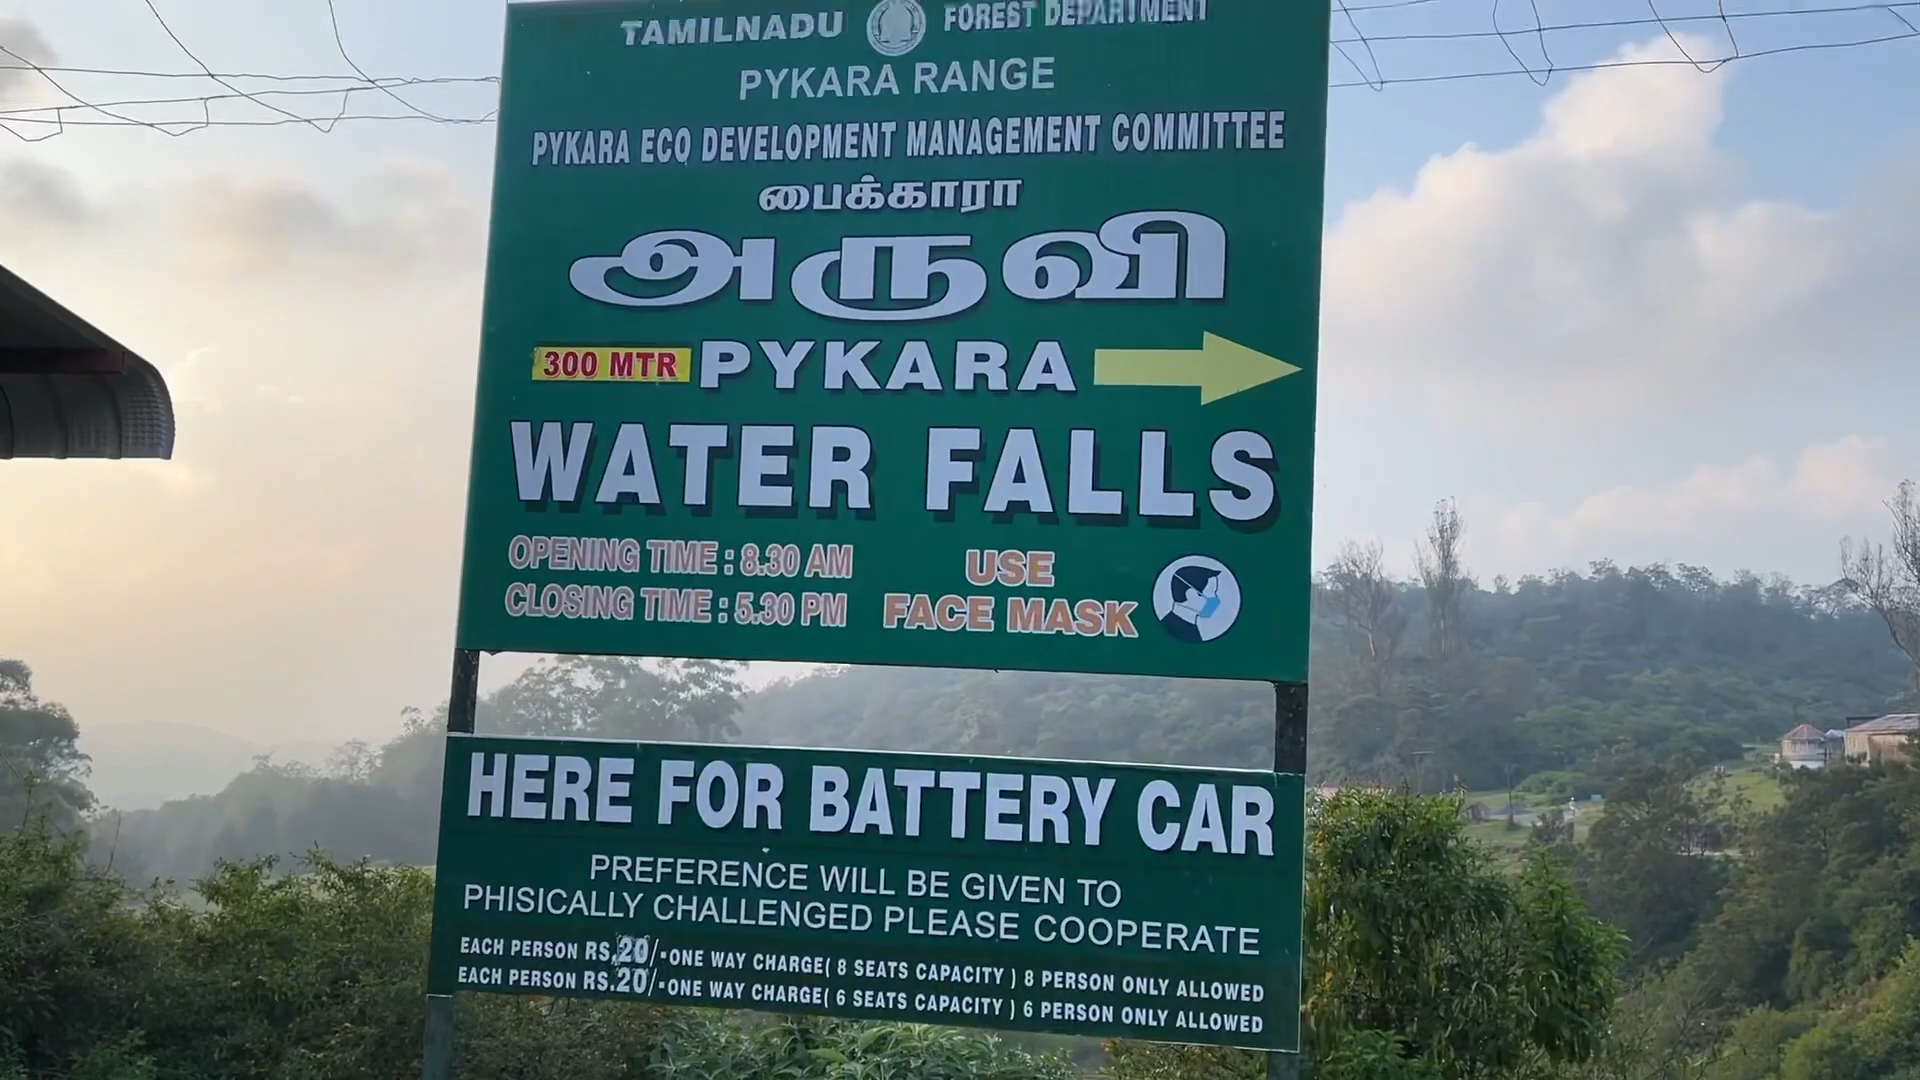 TAMILNADU FOREST DEPARTMENT
PYKARA RANGE
PYKARA ECO DEVELOPMENT MANAGEMENT COMMITTEE
பைக்காரா
அருவி
300 MTR PYKARA
WATER FALLS
OPENING TIME : 8.30 AM
CLOSING TIME : 5.30 PM
USE
FACE MASK
HERE FOR BATTERY CAR
PREFERENCE WILL BE GIVEN TO
PHISICALLY CHALLENGED PLEASE COOPERATE
EACH PERSON RS.20/-ONE WAY CHARGE( 8 SEATS CAPACITY ) 8 PERSON ONLY ALLOWED
EACH PERSON RS.20/-ONE WAY CHARGE( 6 SEATS CAPACITY ) 6 PERSON ONLY ALLOWED